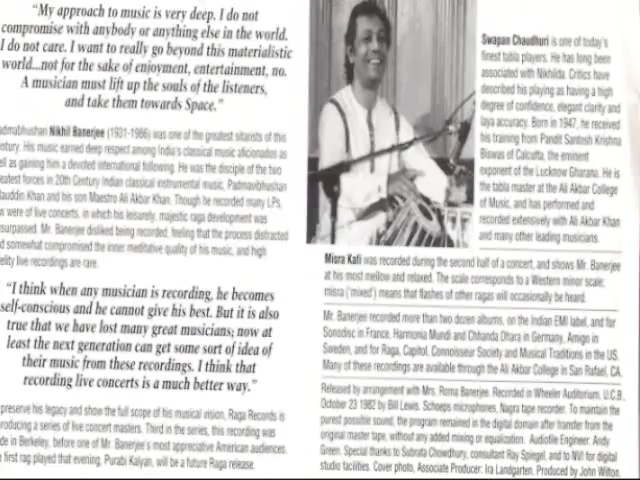 "My approach to music is very deep. I do not
compromise with anybody or anything else in the world.
I do not care. I want to really go beyond this materialistic
world...not for the sake of enjoyment, entertainment, no.
A musician must lift up the souls of the listeners,
and take them towards Space."
admabhushan Nikhil Banerjee (1931-1986) was one of the greatest sitarists of this
ntury. His music earned deep respect among India's classical music aficionados as
ell as gaining him a devoted international following. He was the disciple of the two
eatest forces in 20th Century Indian classical instrumental music, Padmavibhushan
lauddin Khan and his son Maestro Ali Akbar Khan. Though he recorded many LPs,
n were of live concerts, in which his leisurely, majestic raga development was
surpassed. Mr. Banerjee disliked being recorded, feeling that the process distracted
d somewhat compromised the inner meditative quality of his music, and high
elity live recordings are rare.
"I think when any musician is recording, he becomes
self-conscious and he cannot give his best. But it is also
true that we have lost many great musicians; now at
least the next generation can get some sort of idea of
their music from these recordings. I think that
recording live concerts is a much better way."
preserve his legacy and show the full scope of his musical vision, Raga Records is
roducing a series of live concert masters. Third in the series, this recording was
de in Berkeley, before one of Mr. Banerjee's most appreciative American audiences.
e first rag played that evening, Purabi Kalyan, will be a future Raga release.
Swapan Chaudhuri is one of today's
finest tabla players. He has long been
associated with Nikhilda. Critics have
described his playing as having a high
degree of confidence, elegant clarity and
laya accuracy. Born in 1947, he received
his training from Pandit Santosh Krishna
Biswas of Calcutta, the eminent
exponent of the Lucknow Gharana. He is
the tabla master at the Ali Akbar College
of Music, and has performed and
recorded extensively with Ali Akbar Khan
and many other leading musicians.
Misra Kafi was recorded during the second half of a concert, and shows Mr. Banerjee
at his most mellow and relaxed. The scale corresponds to a Western minor scale;
misra ('mixed') means that flashes of other ragas will occasionally be heard.
Mr. Banerjee recorded more than two dozen albums, on the Indian EMI label, and for
Sonodisc in France, Harmonia Mundi and Chhanda Dhara in Germany, Amigo in
Sweden, and for Raga, Capitol, Connoisseur Society and Musical Traditions in the US.
Many of these recordings are available through the Ali Akbar College in San Rafael, CA.
Released by arrangement with Mrs. Roma Banerjee. Recorded in Wheeler Auditorium, U.C.B.,
October 23 1982 by Bill Lewis. Schoeps microphones, Nagra tape recorder. To maintain the
purest possible sound, the program remained in the digital domain after transfer from the
original master tape, without any added mixing or equalization. Audiofile Engineer: Andy
Green. Special thanks to Subrata Chowdhury, consultant Ray Spiegel, and to NVI for digital
studio facilities. Cover photo, Associate Producer: Ira Landgarten. Produced by John Wilton.